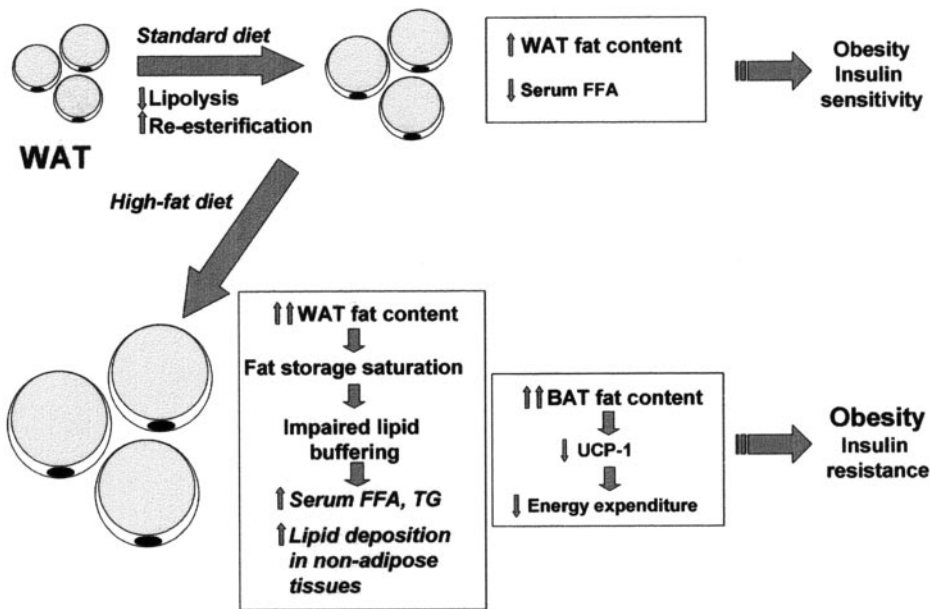 Standard diet
↓Lipolysis
↑Re-esterification
WAT
↑ WAT fat content
↓ Serum FFA
Obesity
Insulin
sensitivity
High-fat diet
↑↑WAT fat content
Fat storage saturation
Impaired lipid
buffering
↑ Serum FFA, TG
↑ Lipid deposition
in non-adipose
tissues
↑↑BAT fat content
↓ UCP-1
↓ Energy expenditure
Obesity
Insulin
resistance